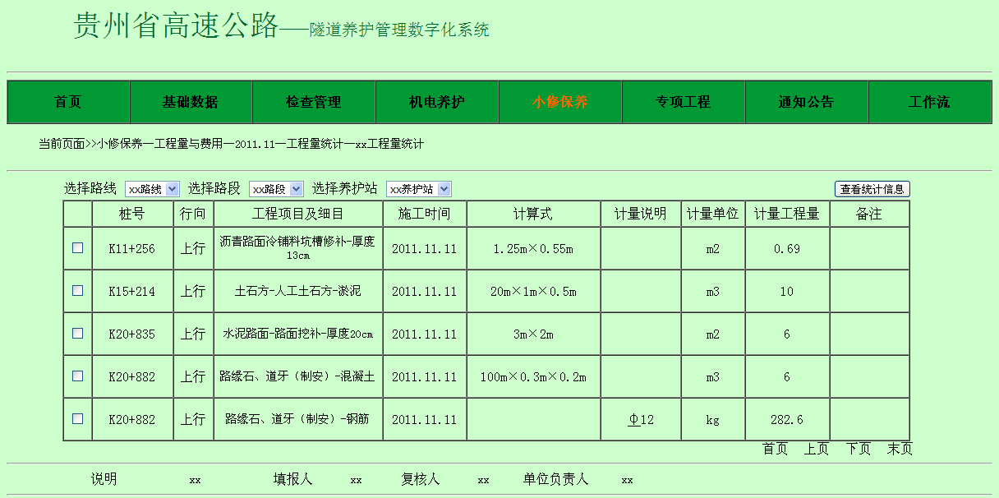 贵州省高速公路——隧道养护管理数字化系统
首页 基础数据 检查管理 机电养护 小修保养 专项工程 通知公告 工作流
当前页面>>小修保养—工程量与费用—2011.11—工程量统计—xx工程量统计
选择路线 xx路线 选择路段 xx路段 选择养护站 xx养护站 查看统计信息
桩号 行向 工程项目及细目 施工时间 计算式 计量说明 计量单位 计量工程量 备注
K11+256 上行 沥青路面冷铺料坑槽修补-厚度 2011.11.11 1.25m×0.55m m2 0.69
13cm
K15+214 上行 土石方-人工土石方-淤泥 2011.11.11 20m×1m×0.5m m3 10
K20+835 上行 水泥路面-路面挖补-厚度20cm 2011.11.11 3m×2m m2 6
K20+882 上行 路缘石、道牙（制安）-混凝土 2011.11.11 100m×0.3m×0.2m m3 6
K20+882 上行 路缘石、道牙（制安）-钢筋 2011.11.11 Φ12 kg 282.6
首页 上页 下页 末页
说明 xx 填报人 xx 复核人 xx 单位负责人 xx